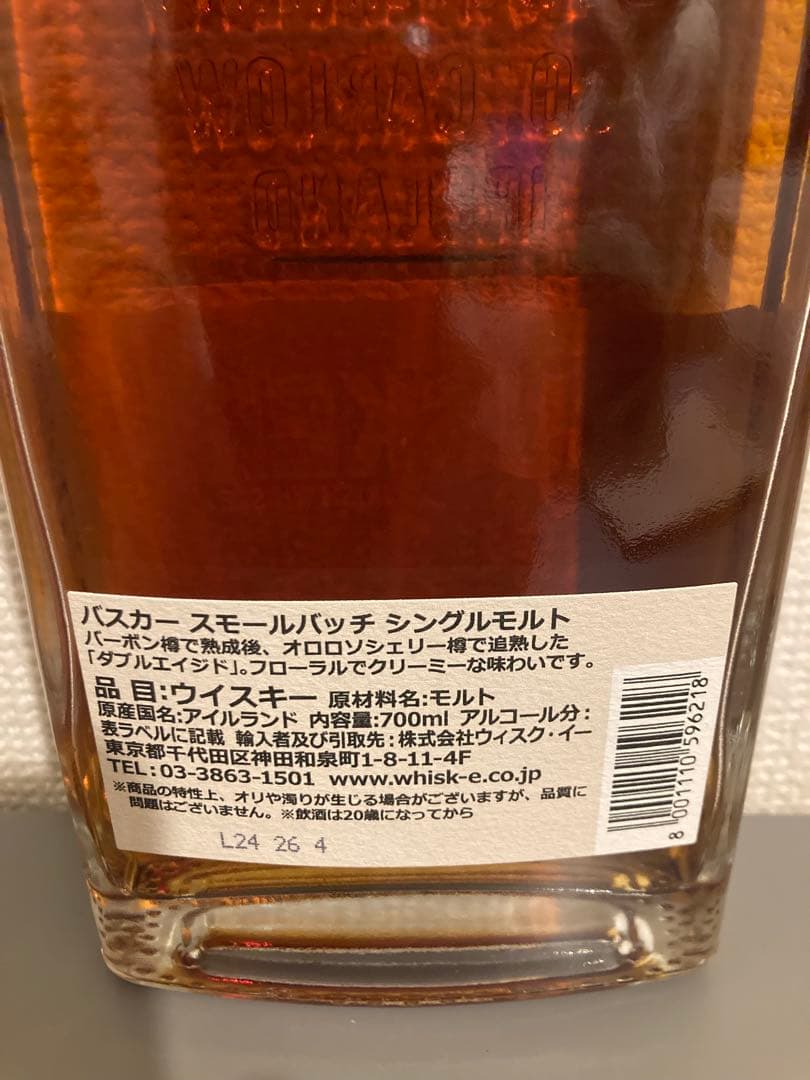 バスカー スモールバッチ シングルモルト
バーボン樽で熟成後、オロロソシェリー樽で追熟した
「ダブルエイジド」。フローラルでクリーミーな味わいです。
品 目:ウイスキー 原材料名:モルト
原産国名:アイルランド 内容量:700ml アルコール分:
表ラベルに記載 輸入者及び引取先:株式会社ウィスク・イー
東京都千代田区神田和泉町1-8-11-4F
TEL:03-3863-1501 www.whisk-e.co.jp
※商品の特性上、オリや濁りが生じる場合がございますが、品質に
問題はございません。※飲酒は20歳になってから
8 001110 596218
L24 26 4